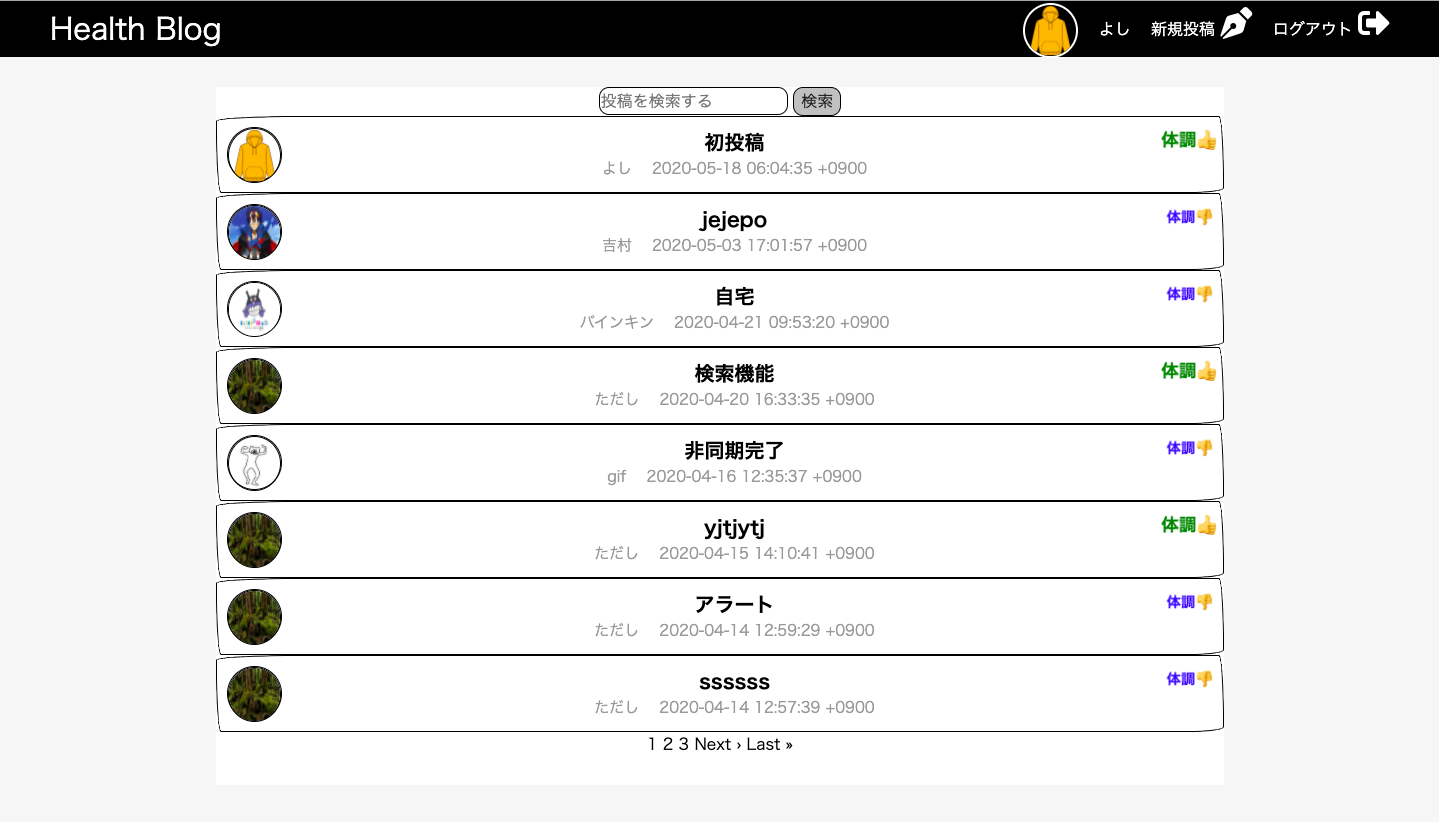 Health Blog
よし 新規投稿 ログアウト
投稿を検索する 検索
初投稿 体調👍
よし 2020-05-18 06:04:35 +0900
jejepo 体調👎
吉村 2020-05-03 17:01:57 +0900
自宅 体調👎
バインキン 2020-04-21 09:53:20 +0900
検索機能 体調👍
ただし 2020-04-20 16:33:35 +0900
非同期完了 体調👎
gif 2020-04-16 12:35:37 +0900
yjtjytj 体調👍
ただし 2020-04-15 14:10:41 +0900
アラート 体調👎
ただし 2020-04-14 12:59:29 +0900
ssssss 体調👎
ただし 2020-04-14 12:57:39 +0900
1 2 3 Next › Last »